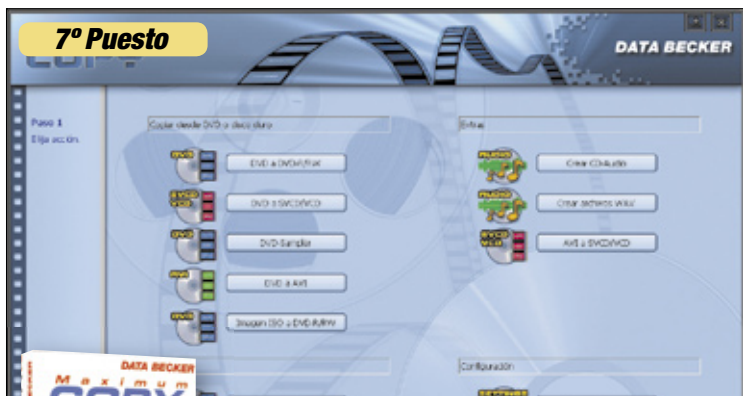 7º Puesto
COPY
DATA BECKER
Paso 1
Elija acción
Copiar desde DVD a disco duro
Extras
DVD a DVD-R/RW
Crear CD-Audio
DVD a SVCD/VCD
Crear archivos WAV
DVD-Sampler
AVI a SVCD/VCD
DVD a AVI
Imagen ISO a DVD-R/RW
Configuración
DATA BECKER
Maximum
COPY